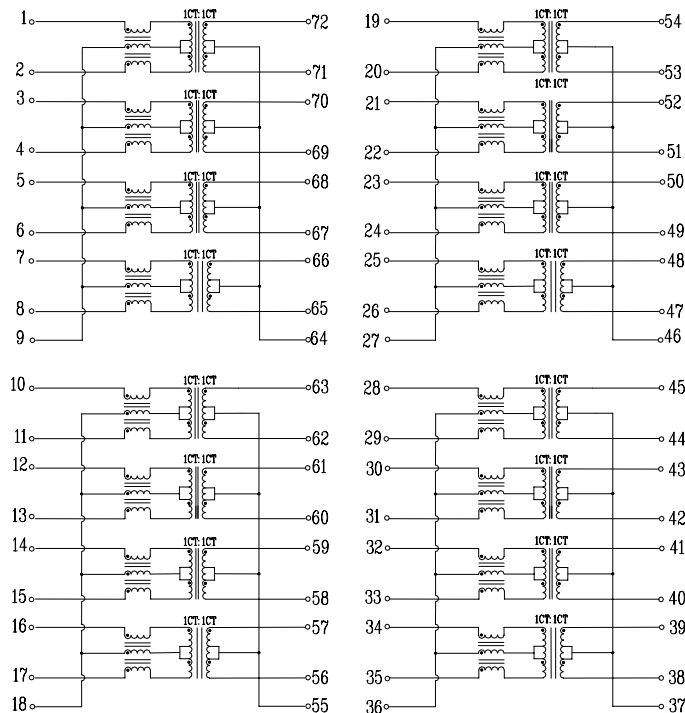 1CT:1CT 1CT:1CT
1 72 19 54
2 71 20 53
1CT:1CT 1CT:1CT
3 70 21 52
4 69 22 51
1CT:1CT 1CT:1CT
5 68 23 50
6 67 24 49
1CT:1CT 1CT:1CT
7 66 25 48
8 65 26 47
9 64 27 46
1CT:1CT 1CT:1CT
10 63 28 45
11 62 29 44
1CT:1CT 1CT:1CT
12 61 30 43
13 60 31 42
1CT:1CT 1CT:1CT
14 59 32 41
15 58 33 40
1CT:1CT 1CT:1CT
16 57 34 39
17 56 35 38
18 55 36 37